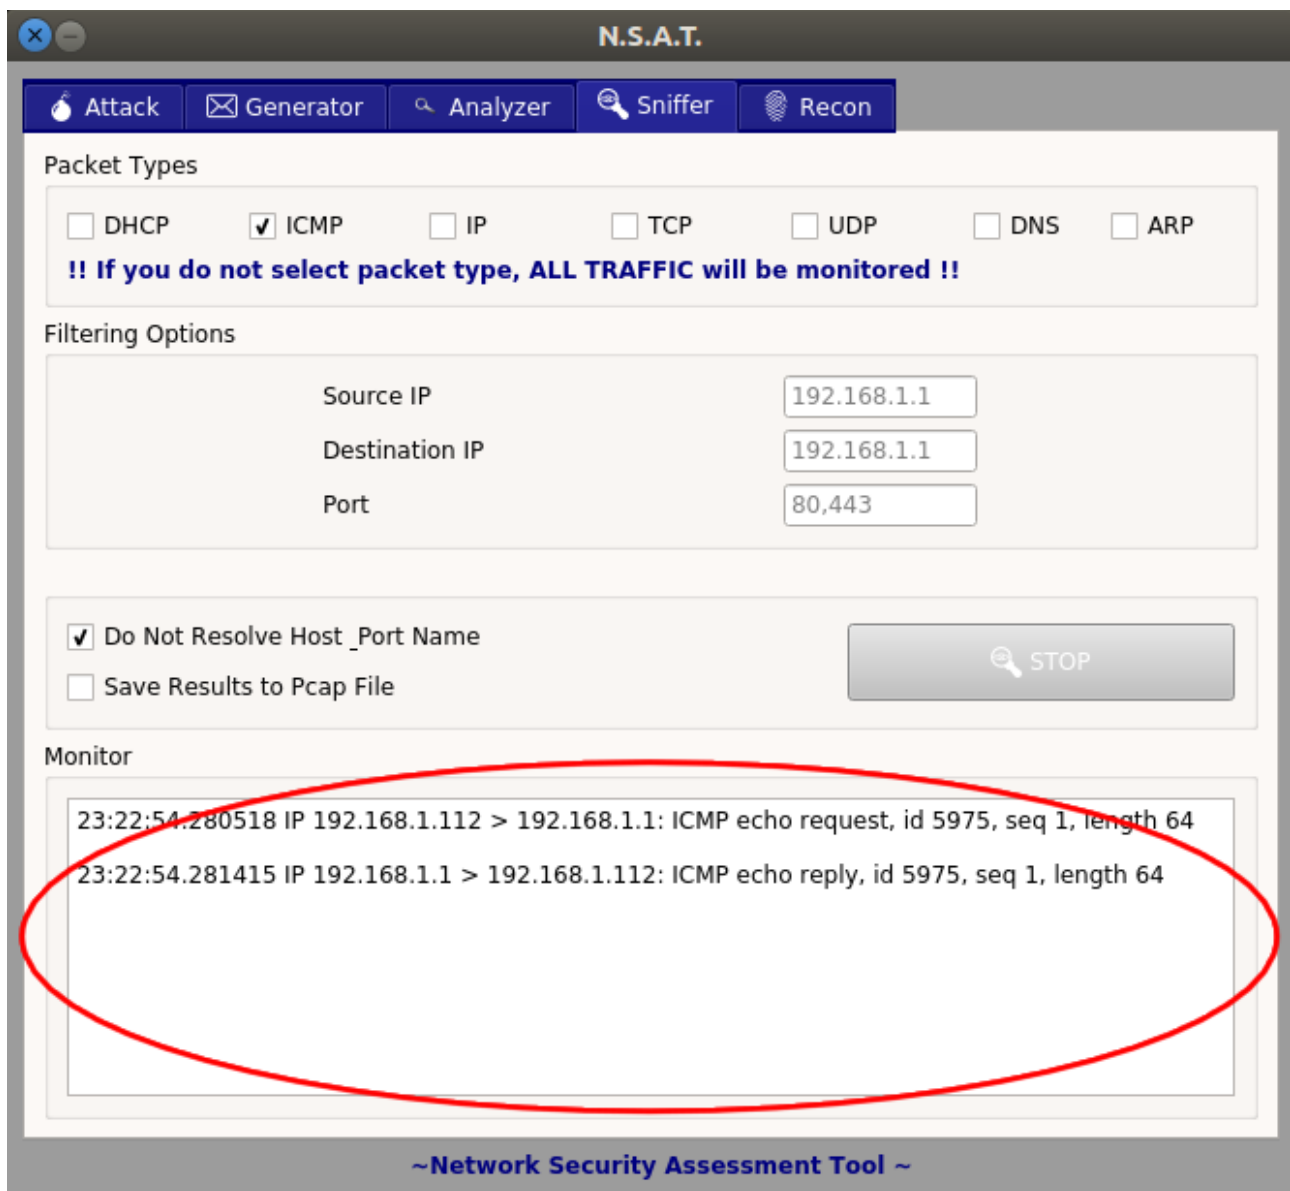 N.S.A.T.
Attack Generator Analyzer Sniffer Recon
Packet Types
DHCP ICMP IP TCP UDP DNS ARP
!! If you do not select packet type, ALL TRAFFIC will be monitored !!
Filtering Options
Source IP 192.168.1.1
Destination IP 192.168.1.1
Port 80,443
Do Not Resolve Host _Port Name
STOP
Save Results to Pcap File
Monitor
23:22:54.280518 IP 192.168.1.112 > 192.168.1.1: ICMP echo request, id 5975, seq 1, length 64
23:22:54.281415 IP 192.168.1.1 > 192.168.1.112: ICMP echo reply, id 5975, seq 1, length 64
~Network Security Assessment Tool ~